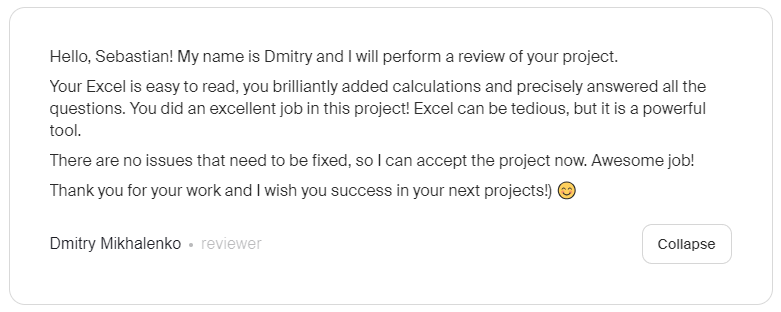 Hello, Sebastian! My name is Dmitry and I will perform a review of your project.
Your Excel is easy to read, you brilliantly added calculations and precisely answered all the
questions. You did an excellent job in this project! Excel can be tedious, but it is a powerful
tool.
There are no issues that need to be fixed, so I can accept the project now. Awesome job!
Thank you for your work and I wish you success in your next projects!) 😊
Dmitry Mikhalenko • reviewer
Collapse